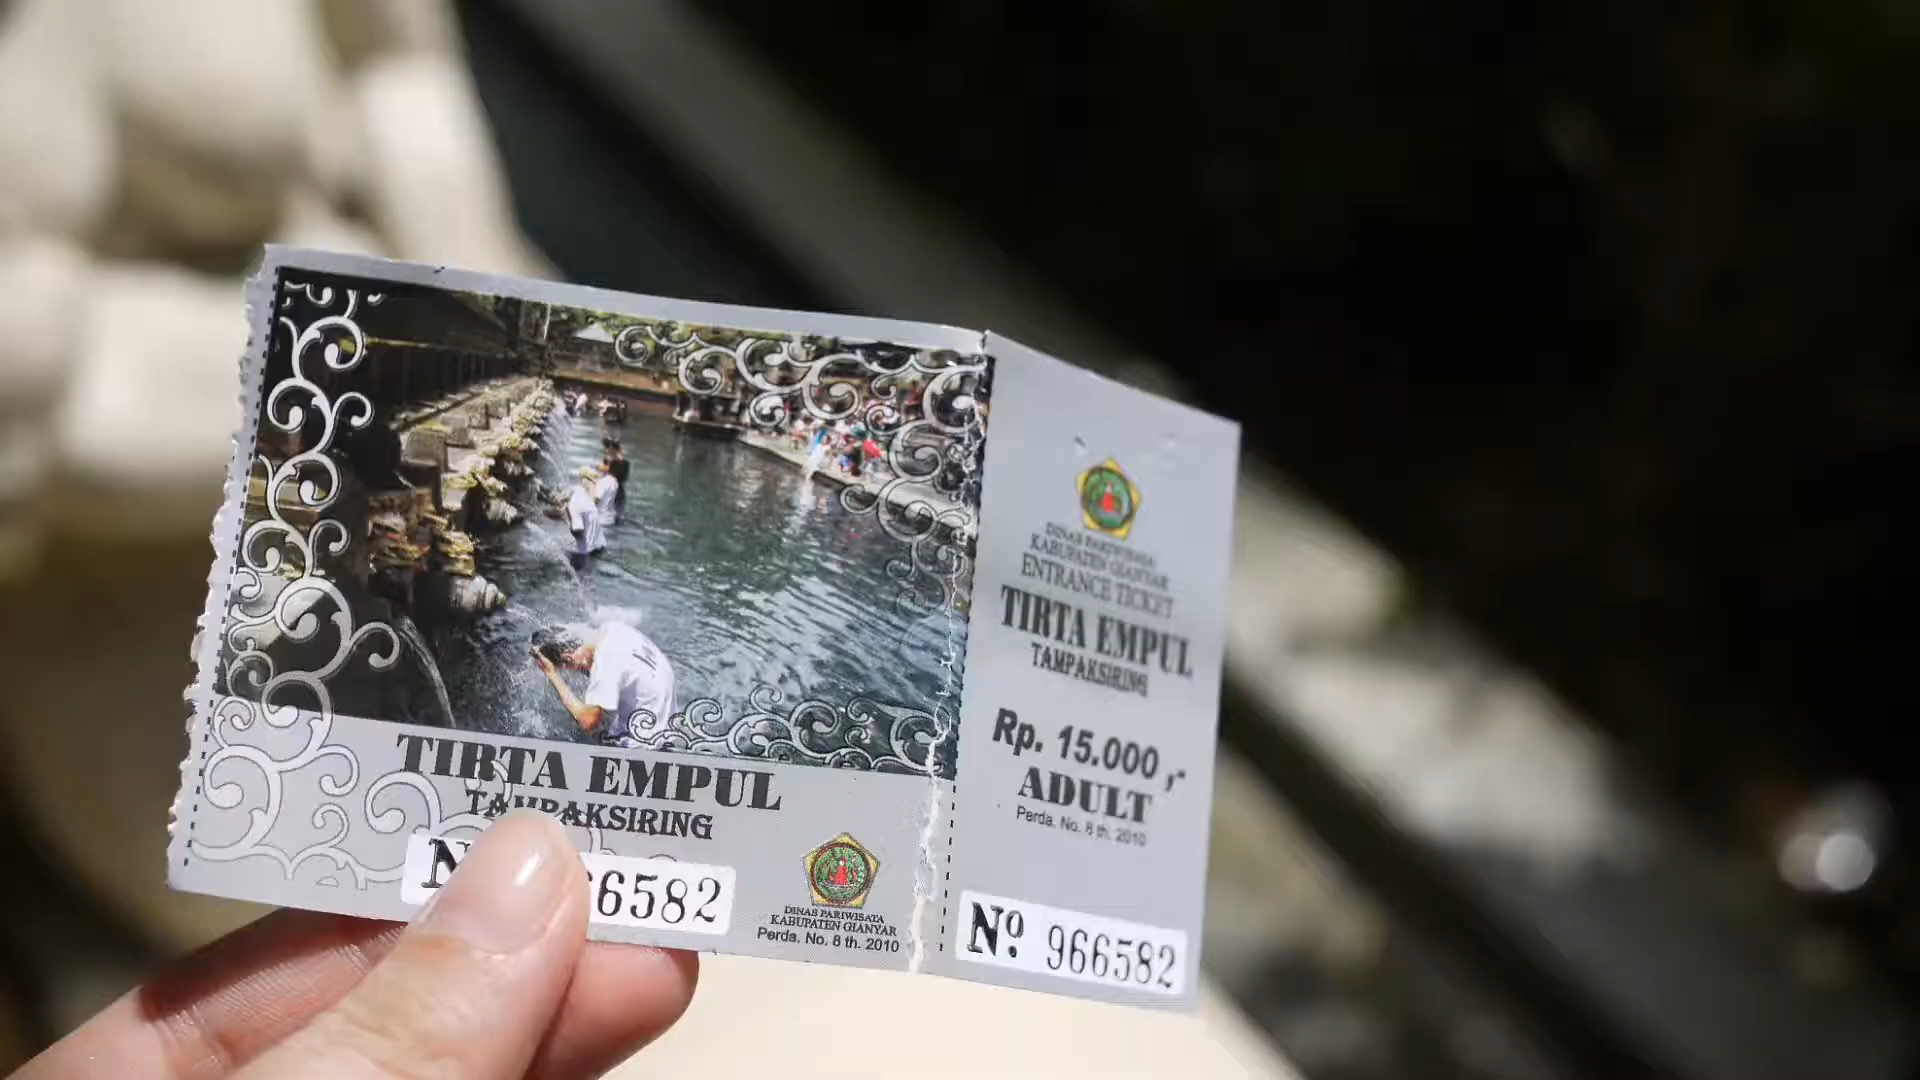 TIRTA EMPUL
TAMPAKSIRING
6582
DINAS PARIWISATA
KABUPATEN GIANYAR
Perda. No. 8 th. 2010
DINAS PARIWISATA
KABUPATEN GIANYAR
ENTRANCE TICKET
TIRTA EMPUL
TAMPAKSIRING
Rp. 15.000 ,-
ADULT
Perda. No. 8 th. 2010
Nº 966582